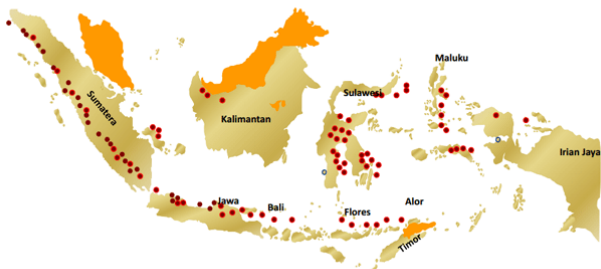 Maluku
Sulawesi
Sumatera
Kalimantan
Irian Jaya
Jawa
Bali
Flores
Alor
Timor